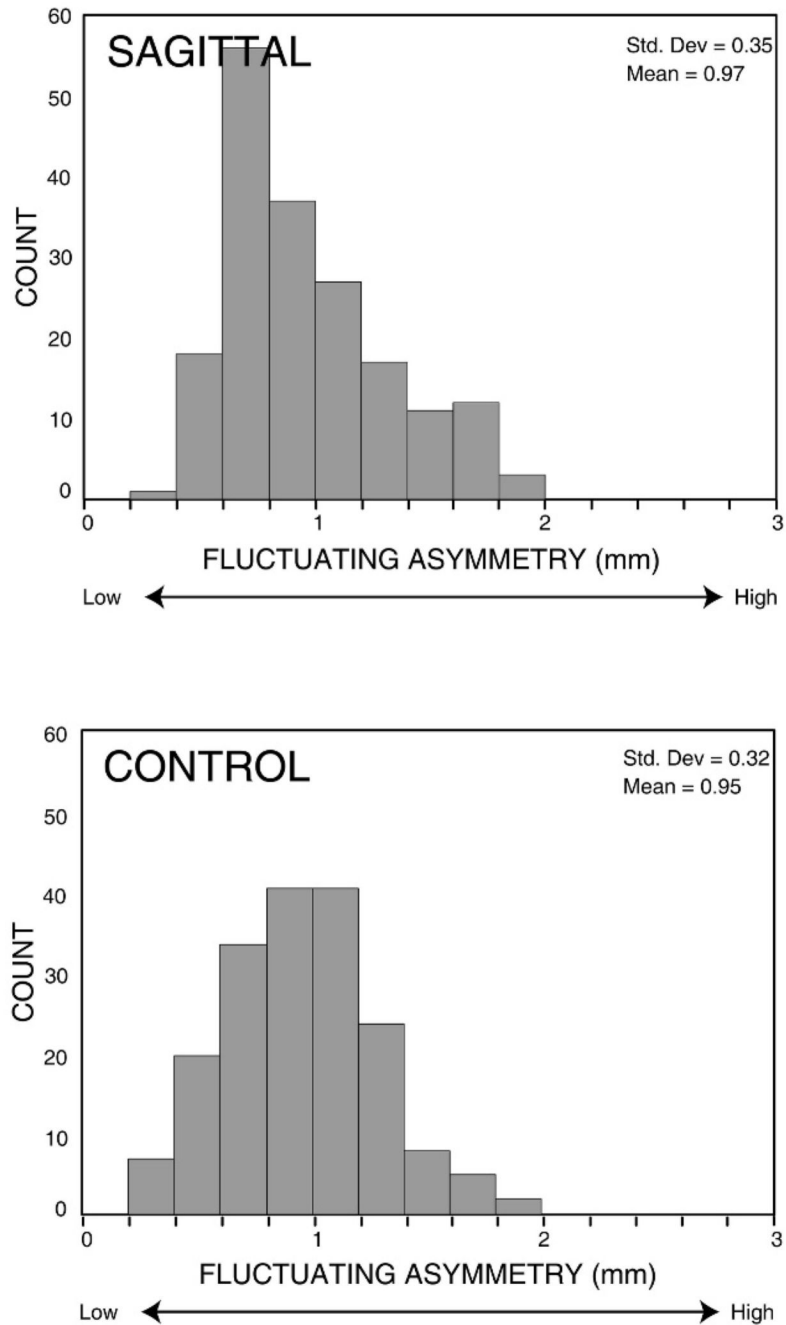 60
SAGITTAL
Std. Dev = 0.35
Mean = 0.97
50
40
30
20
10
0
COUNT
0 1 2 3
FLUCTUATING ASYMMETRY (mm)
Low High
60
CONTROL
Std. Dev = 0.32
Mean = 0.95
50
40
30
20
10
0
COUNT
0 1 2 3
FLUCTUATING ASYMMETRY (mm)
Low High